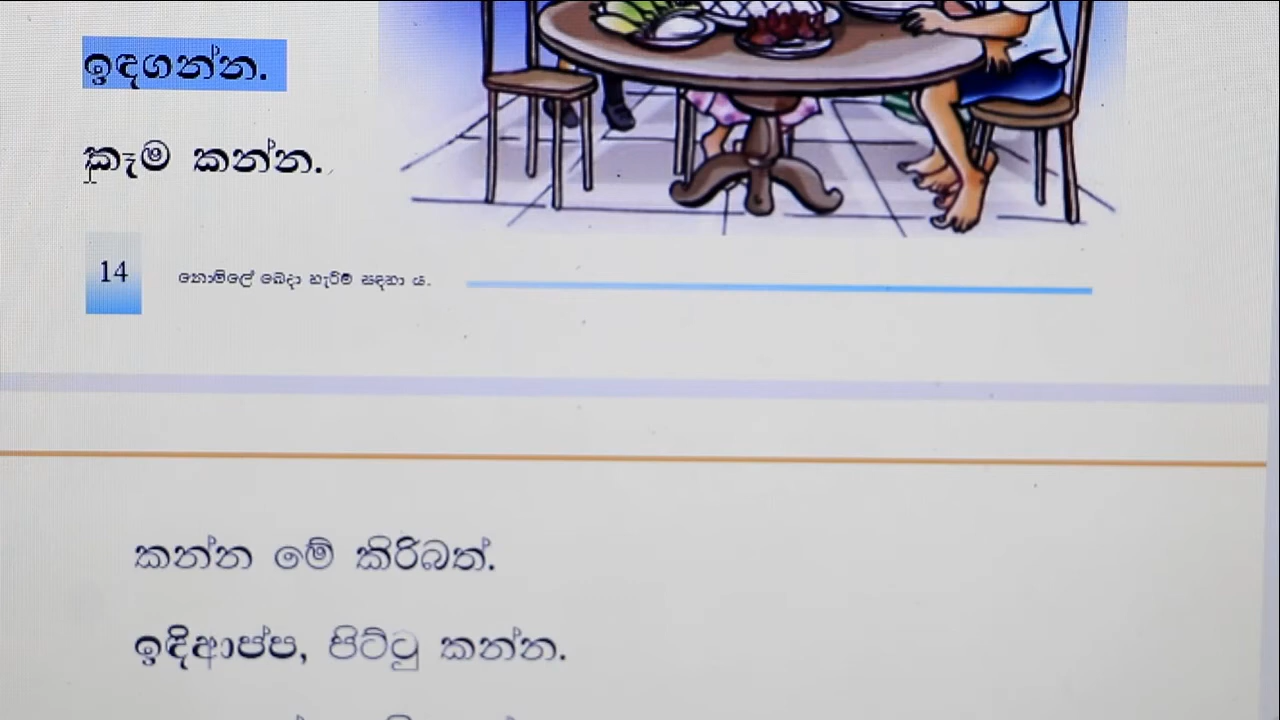 ඉඳගන්න.
කෑම කන්න.
14 නොමිලේ බෙදා හැරීම සඳහා ය.
කන්න මේ කිරිබත්.
ඉඳිආප්ප, පිට්ටු කන්න.